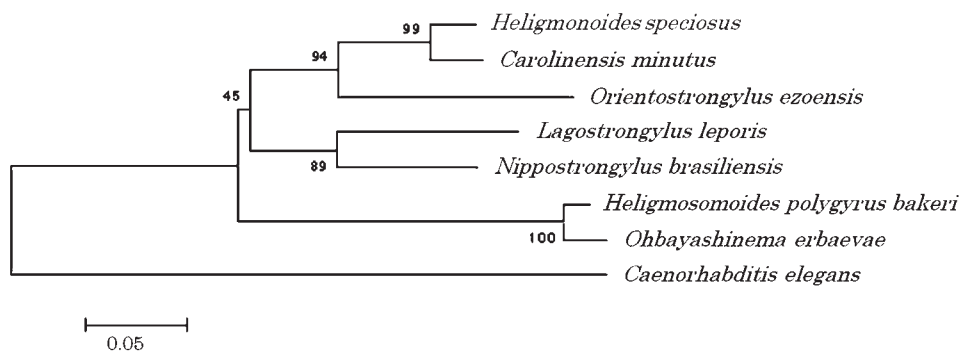 99 Heligmonoides speciosus
94 Carolinensis minutus
45 Orientostrongylus ezoensis
Lagostrongylus leporis
89 Nippostrongylus brasiliensis
Heligmosomoides polygyrus bakeri
100 Ohbayashinema erbaevae
Caenorhabditis elegans
0.05